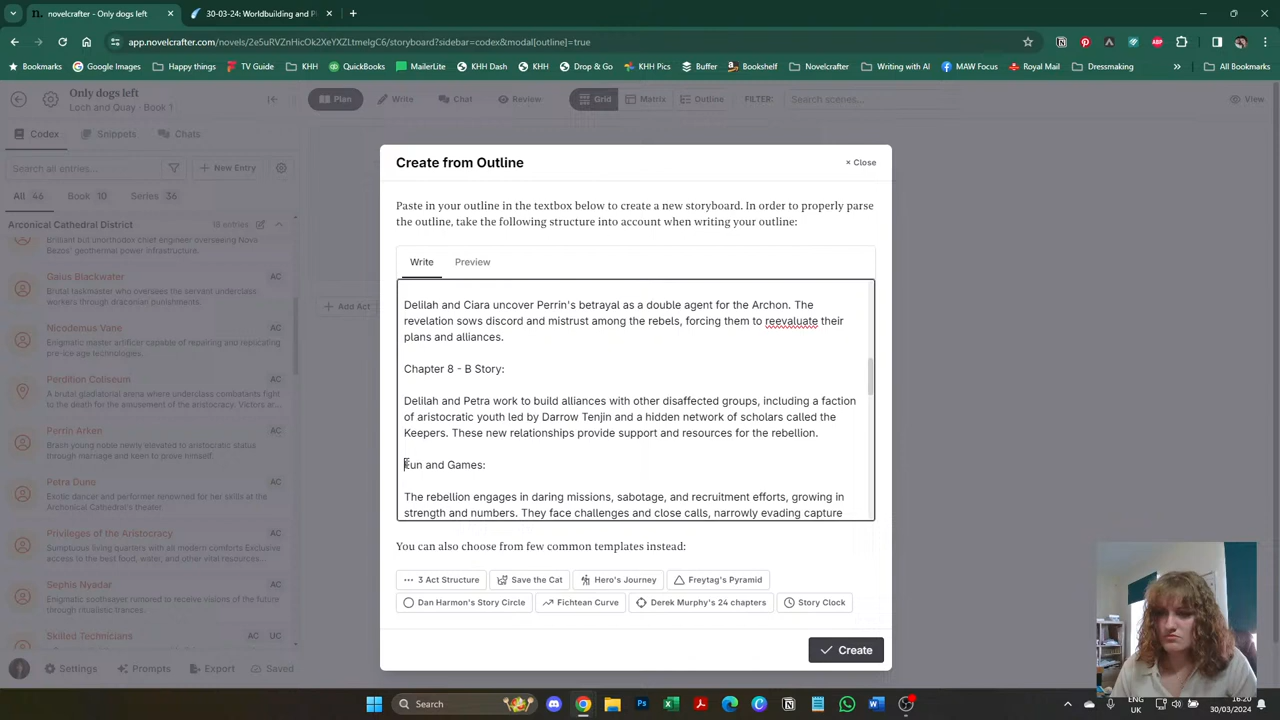 novelcrafter - Only dogs left
30-03-24: Worldbuilding and P
app.novelcrafter.com/novels/2e5uRVZnHicOk2XeYXZLtmeIgC6/storyboard?sidebar=codex&modal[outline]=true
Bookmarks
Google Images
Happy things
TV Guide
KHH
QuickBooks
MailerLite
KHH Dash
KHH
Drop & Go
KHH Pics
Buffer
Bookshelf
Novelcrafter
Writing with AI
MAW Focus
Royal Mail
Dressmaking
All Bookmarks
Only dogs left
Loch and Quay · Book 1
Plan
Write
Chat
Review
Grid
Matrix
Outline
FILTER:
Search scenes...
View
Codex
Snippets
Chats
Search all entries...
+ New Entry
All 46
Book 10
Series 36
Arconical Cathedral District
18 entries
Brilliant but unorthodox chief engineer overseeing Nova
Bezos' geothermal power infrastructure.
Gaius Blackwater
AC
Brutal taskmaster who oversees the servant underclass
workers through draconian punishments.
Nicodemus Vane
AC
Enigmatic master artificer capable of repairing and replicating
pre-ice age technologies.
Perdition Coliseum
AC
A brutal gladiatorial arena where underclass combatants fight
to the death for the amusement of the aristocracy. Victors ar
Perrin Arken
AC
Brash young noble newly elevated to aristocratic status
through marriage and keen to prove himself.
Petra Dune
AC
Exotic dancer and performer renowned for her skills at the
Archonical Cathedral's theater.
Privileges of the Aristocracy
AC
Sumptuous living quarters with all modern comforts Exclusive
access to the best food, water, and other vital resources...
Sephis Nyadar
AC
Enigmatic soothsayer rumored to receive visions of the future
through ritualistic trances.
Skilled Technicians
AC
UC
Settings
Prompts
Export
Saved
+ Add Act
Create from Outline
× Close
Paste in your outline in the textbox below to create a new storyboard. In order to properly parse
the outline, take the following structure into account when writing your outline:
Write
Preview
Delilah and Ciara uncover Perrin's betrayal as a double agent for the Archon. The
revelation sows discord and mistrust among the rebels, forcing them to reevaluate their
plans and alliances.
Chapter 8 - B Story:
Delilah and Petra work to build alliances with other disaffected groups, including a faction
of aristocratic youth led by Darrow Tenjin and a hidden network of scholars called the
Keepers. These new relationships provide support and resources for the rebellion.
Fun and Games:
The rebellion engages in daring missions, sabotage, and recruitment efforts, growing in
strength and numbers. They face challenges and close calls, narrowly evading capture
You can also choose from few common templates instead:
3 Act Structure
Save the Cat
Hero's Journey
Freytag's Pyramid
Dan Harmon's Story Circle
Fichtean Curve
Derek Murphy's 24 chapters
Story Clock
Create
Search
ENG
UK
16:20
30/03/2024